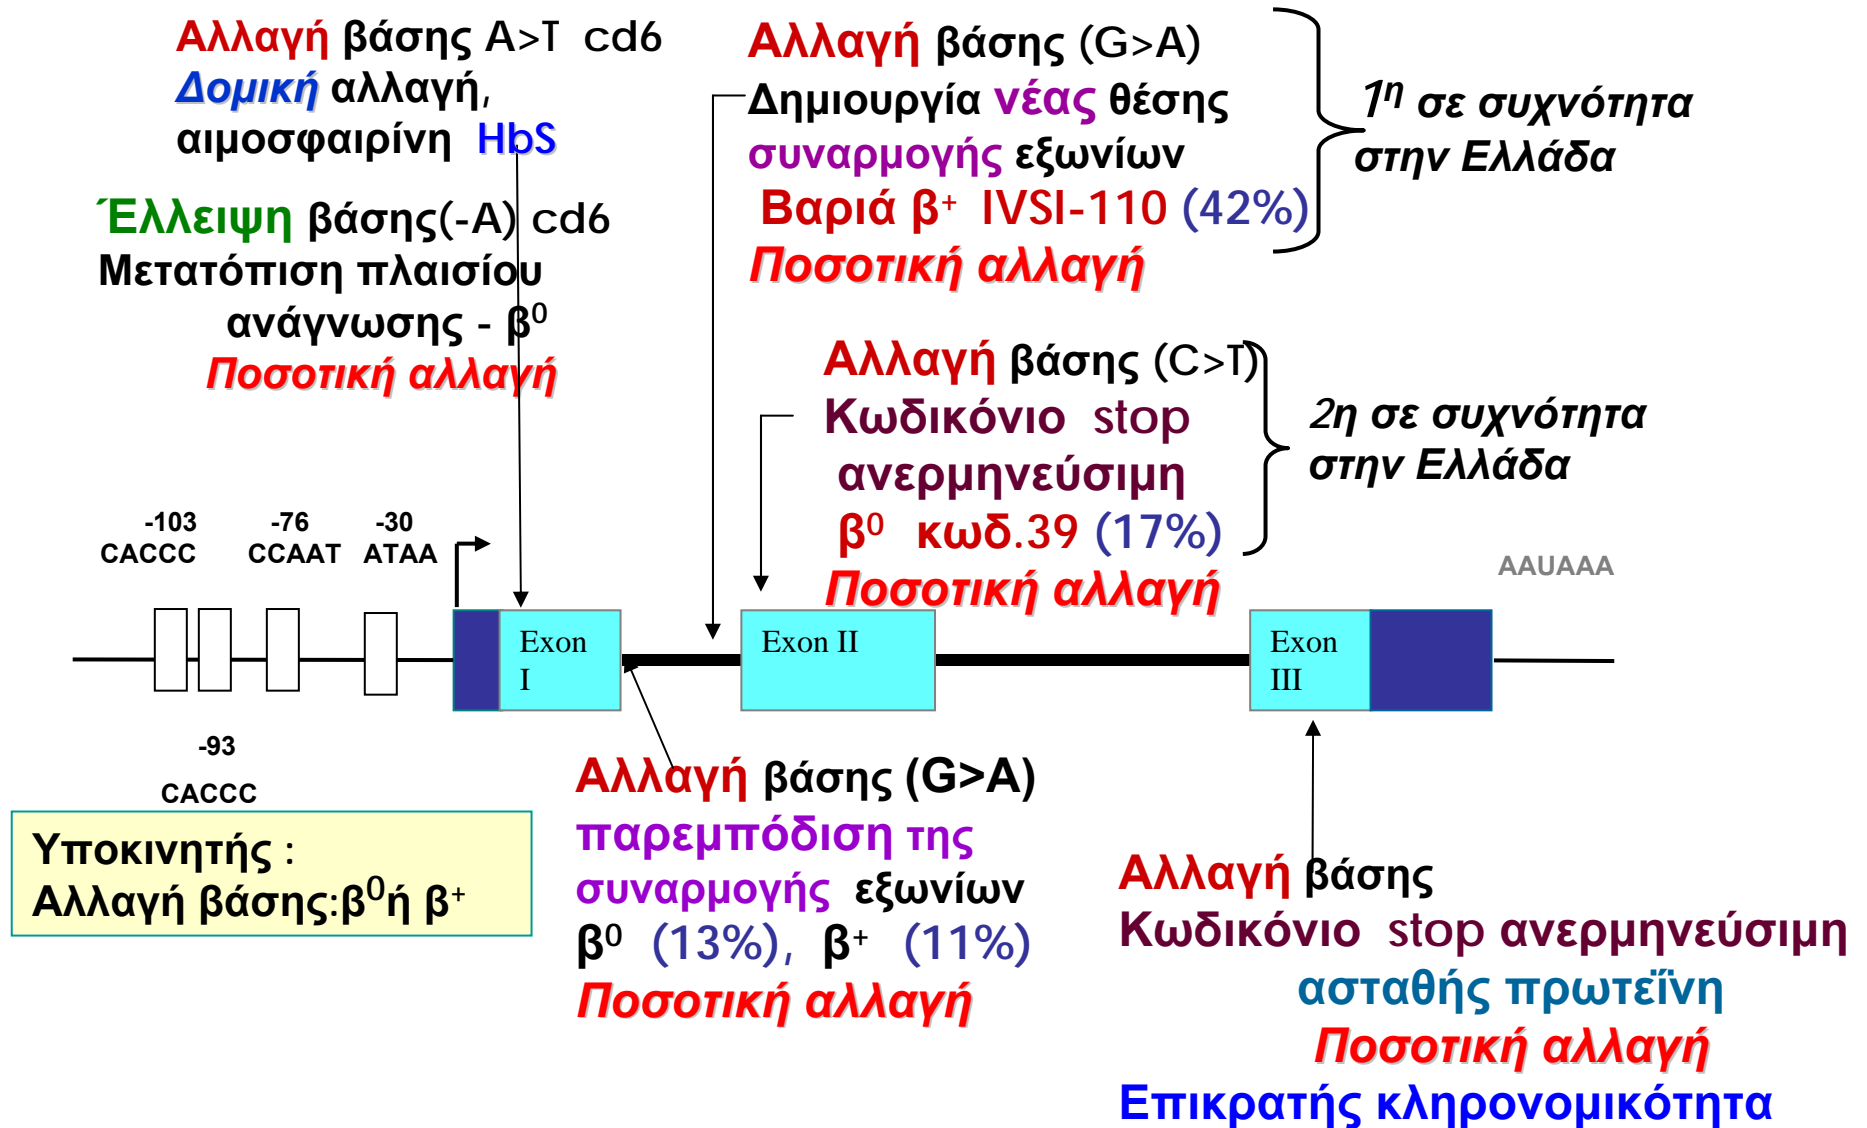 Αλλαγή βάσης A>T cd6
Δομική αλλαγή,
αιμοσφαιρίνη HbS
Έλλειψη βάσης(-A) cd6
Μετατόπιση πλαισίου
ανάγνωσης - β⁰
Ποσοτική αλλαγή
Αλλαγή βάσης (G>A)
Δημιουργία νέας θέσης
συναρμογής εξωνίων
Βαριά β⁺ IVSI-110 (42%)
Ποσοτική αλλαγή
1η σε συχνότητα
στην Ελλάδα
Αλλαγή βάσης (C>T)
Κωδικόνιο stop
ανερμηνεύσιμη
β⁰ κωδ.39 (17%)
Ποσοτική αλλαγή
2η σε συχνότητα
στην Ελλάδα
-103 -76 -30
CACCC CCAAT ATAA
AAUAAA
Exon
I
Exon II
Exon
III
-93
CACCC
Υποκινητής :
Αλλαγή βάσης:β⁰ή β⁺
Αλλαγή βάσης (G>A)
παρεμπόδιση της
συναρμογής εξωνίων
β⁰ (13%), β⁺ (11%)
Ποσοτική αλλαγή
Αλλαγή βάσης
Κωδικόνιο stop ανερμηνεύσιμη
ασταθής πρωτεΐνη
Ποσοτική αλλαγή
Επικρατής κληρονομικότητα